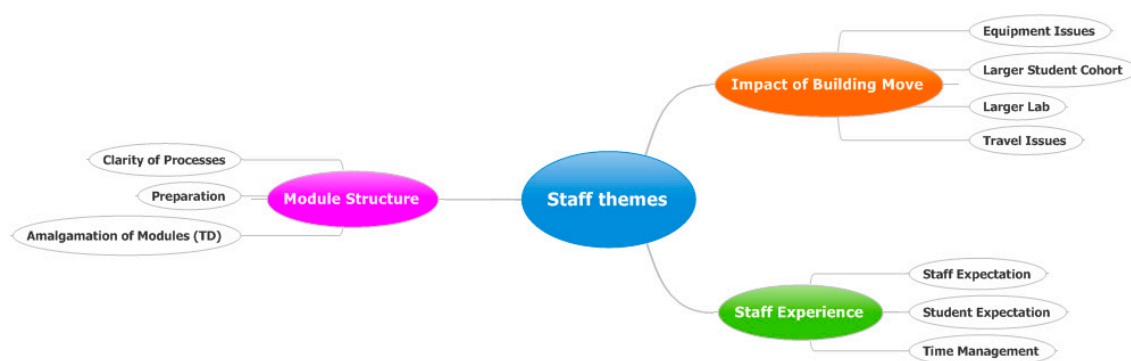 Equipment Issues
Impact of Building Move
Larger Student Cohort
Larger Lab
Travel Issues
Clarity of Processes
Preparation
Module Structure
Amalgamation of Modules (TD)
Staff themes
Staff Expectation
Staff Experience
Student Expectation
Time Management